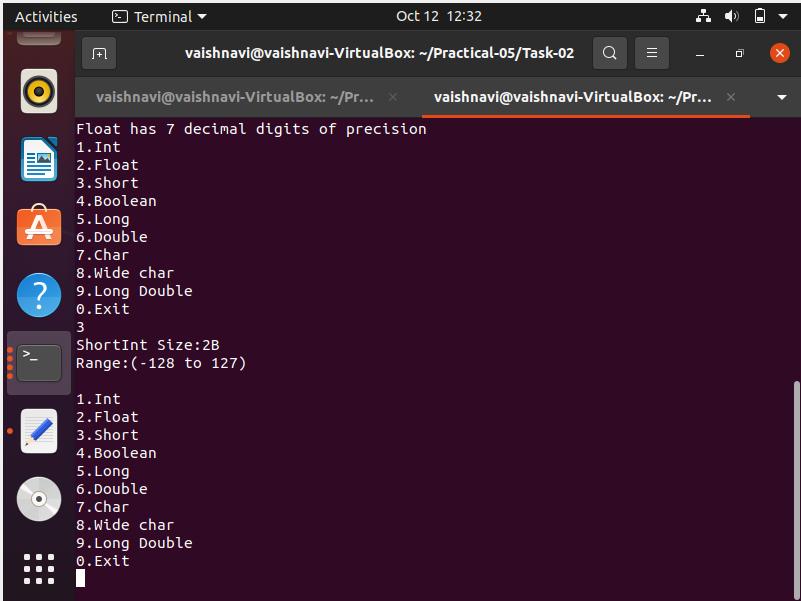 Activities Terminal Oct 12 12:32
vaishnavi@vaishnavi-VirtualBox: ~/Practical-05/Task-02
vaishnavi@vaishnavi-VirtualBox: ~/Pr... vaishnavi@vaishnavi-VirtualBox: ~/Pr...
Float has 7 decimal digits of precision
1.Int
2.Float
3.Short
4.Boolean
5.Long
6.Double
7.Char
8.Wide char
9.Long Double
0.Exit
3
ShortInt Size:2B
Range:(-128 to 127)
1.Int
2.Float
3.Short
4.Boolean
5.Long
6.Double
7.Char
8.Wide char
9.Long Double
0.Exit